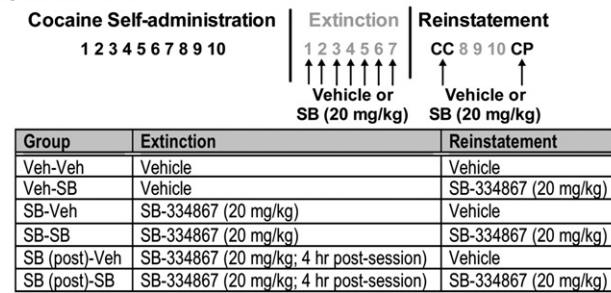 Cocaine Self-administration Extinction Reinstatement
1 2 3 4 5 6 7 8 9 10 1 2 3 4 5 6 7 CC 8 9 10 CP
Vehicle or Vehicle or
SB (20 mg/kg) SB (20 mg/kg)
Group Extinction Reinstatement
Veh-Veh Vehicle Vehicle
Veh-SB Vehicle SB-334867 (20 mg/kg)
SB-Veh SB-334867 (20 mg/kg) Vehicle
SB-SB SB-334867 (20 mg/kg) SB-334867 (20 mg/kg)
SB (post)-Veh SB-334867 (20 mg/kg; 4 hr post-session) Vehicle
SB (post)-SB SB-334867 (20 mg/kg; 4 hr post-session) SB-334867 (20 mg/kg)